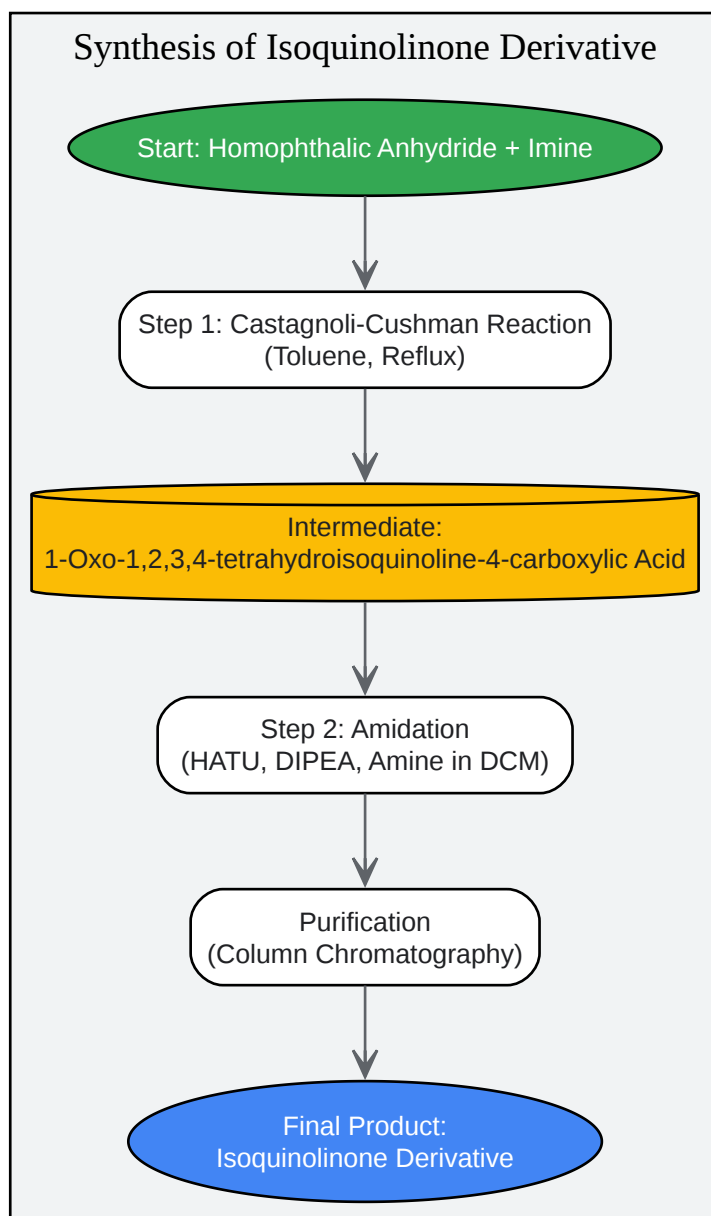 Synthesis of Isoquinolinone Derivative
Start: Homophthalic Anhydride + Imine
Step 1: Castagnoli-Cushman Reaction
(Toluene, Reflux)
Intermediate:
1-Oxo-1,2,3,4-tetrahydroisoquinoline-4-carboxylic Acid
Step 2: Amidation
(HATU, DIPEA, Amine in DCM)
Purification
(Column Chromatography)
Final Product:
Isoquinolinone Derivative